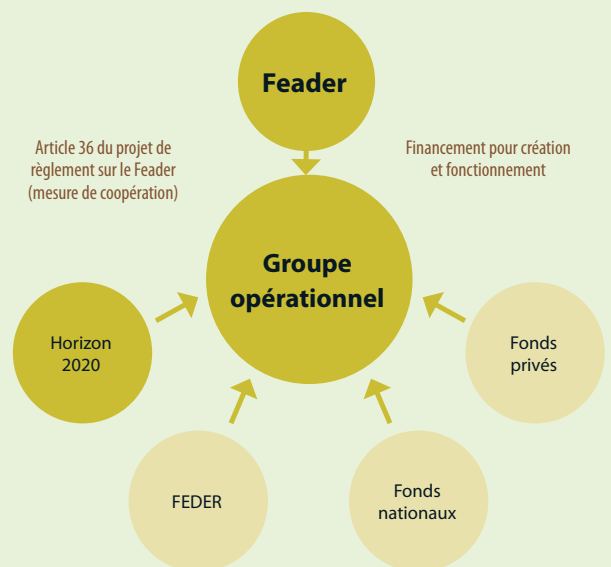 Feader
Article 36 du projet de
règlement sur le Feader
(mesure de coopération)
Financement pour création
et fonctionnement
Groupe
opérationnel
Horizon
2020
Fonds
privés
FEDER
Fonds
nationaux